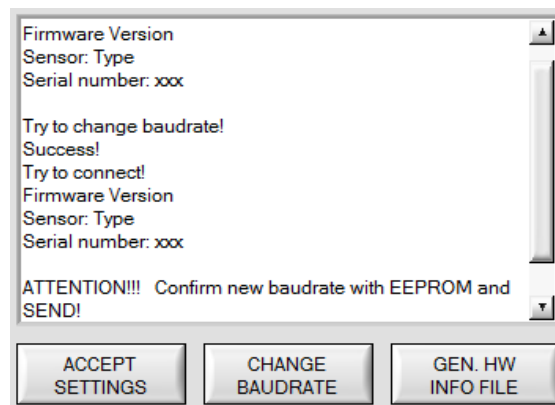 Firmware Version
Sensor: Type
Serial number: xxx
Try to change baudrate!
Success!
Try to connect!
Firmware Version
Sensor: Type
Serial number: xxx
ATTENTION!!! Confirm new baudrate with EEPROM and
SEND!
ACCEPT
SETTINGS
CHANGE
BAUDRATE
GEN. HW
INFO FILE